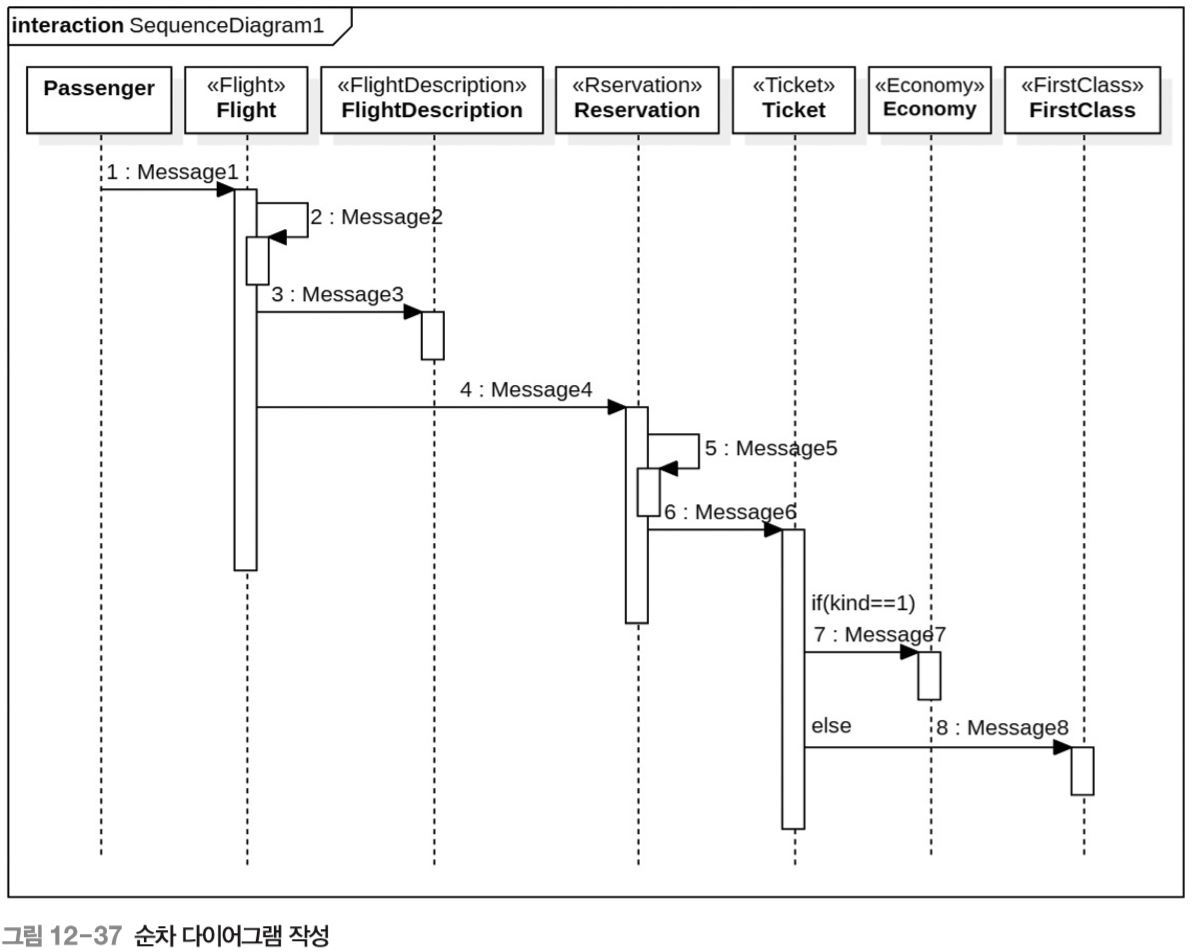 interaction SequenceDiagram1
Passenger
«Flight»
Flight
«FlightDescription»
FlightDescription
«Rservation»
Reservation
«Ticket»
Ticket
«Economy»
Economy
«FirstClass»
FirstClass
1 : Message1
2 : Message2
3 : Message3
4 : Message4
5 : Message5
6 : Message6
if(kind==1)
7 : Message7
else
8 : Message8
그림 12-37 순차 다이어그램 작성